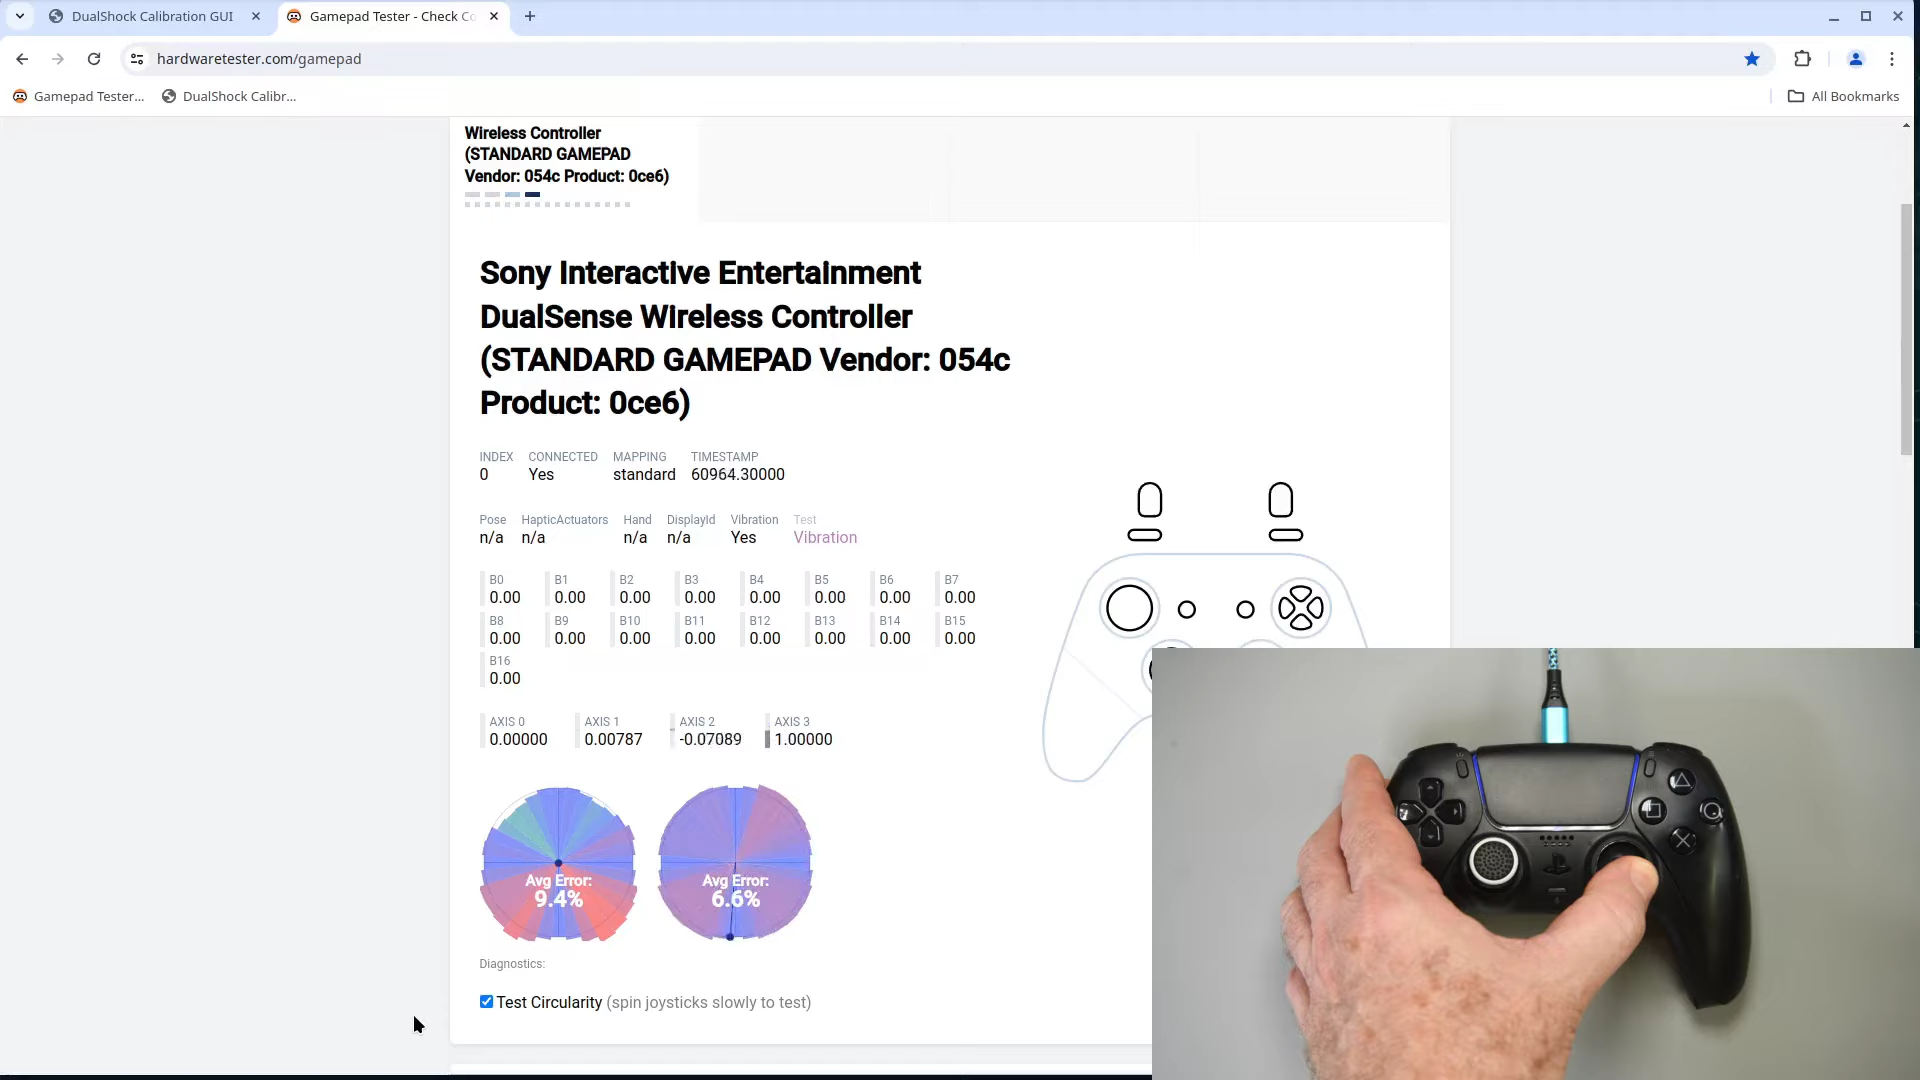 DualShock Calibration GUI
Gamepad Tester - Check Co
hardwaretester.com/gamepad
Gamepad Tester...
DualShock Calibr...
All Bookmarks
Wireless Controller
(STANDARD GAMEPAD
Vendor: 054c Product: 0ce6)
Sony Interactive Entertainment
DualSense Wireless Controller
(STANDARD GAMEPAD Vendor: 054c
Product: 0ce6)
INDEX CONNECTED MAPPING TIMESTAMP
0 Yes standard 60964.30000
Pose HapticActuators Hand DisplayId Vibration Test
n/a n/a n/a n/a Yes Vibration
B0 B1 B2 B3 B4 B5 B6 B7
0.00 0.00 0.00 0.00 0.00 0.00 0.00 0.00
B8 B9 B10 B11 B12 B13 B14 B15
0.00 0.00 0.00 0.00 0.00 0.00 0.00 0.00
B16
0.00
AXIS 0 AXIS 1 AXIS 2 AXIS 3
0.00000 0.00787 -0.07089 1.00000
Avg Error: Avg Error:
9.4% 6.6%
Diagnostics:
Test Circularity (spin joysticks slowly to test)